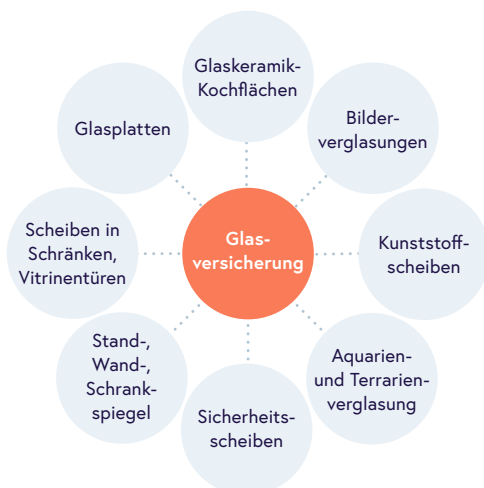 Glaskeramik-
Kochflächen
Bilder-
verglasungen
Kunststoff-
scheiben
Aquarien-
und Terrarien-
verglasung
Sicherheits-
scheiben
Stand-,
Wand-,
Schrank-
spiegel
Scheiben in
Schränken,
Vitrinentüren
Glasplatten
Glas-
versicherung